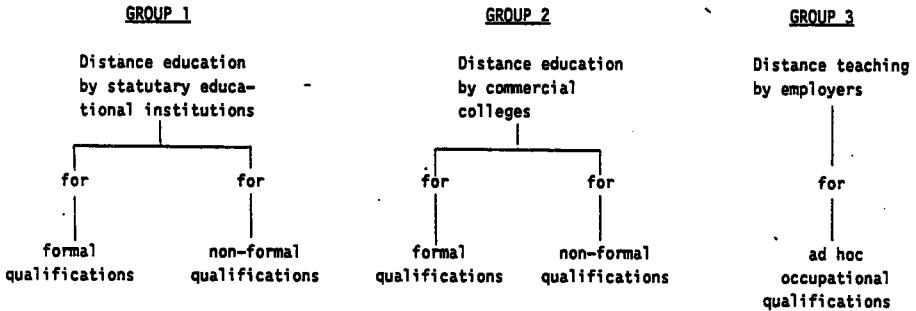 GROUP 1
Distance education
by statutary educa-
tional institutions
for
for
formal
qualifications
non-formal
qualifications
GROUP 2
Distance education
by commercial
colleges
for
for
formal
qualifications
non-formal
qualifications
GROUP 3
Distance teaching
by employers
for
ad hoc
occupational
qualifications